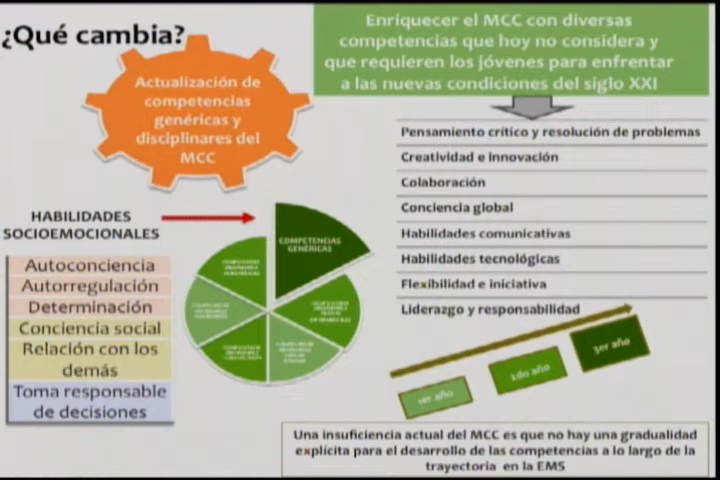 ¿Qué cambia?
Enriquecer el MCC con diversas
competencias que hoy no considera y
que requieren los jóvenes para enfrentar
a las nuevas condiciones del siglo XXI
Actualización de
competencias
genéricas y
disciplinares del
MCC
Pensamiento crítico y resolución de problemas
Creatividad e innovación
Colaboración
Conciencia global
Habilidades comunicativas
Habilidades tecnológicas
Flexibilidad e iniciativa
Liderazgo y responsabilidad
HABILIDADES
SOCIOEMOCIONALES
Autoconciencia
Autorregulación
Determinación
Conciencia social
Relación con los
demás
Toma responsable
de decisiones
COMPETENCIAS
GENÉRICAS
1er año
2do año
3er año
Una insuficiencia actual del MCC es que no hay una gradualidad
explícita para el desarrollo de las competencias a lo largo de la
trayectoria en la EMS